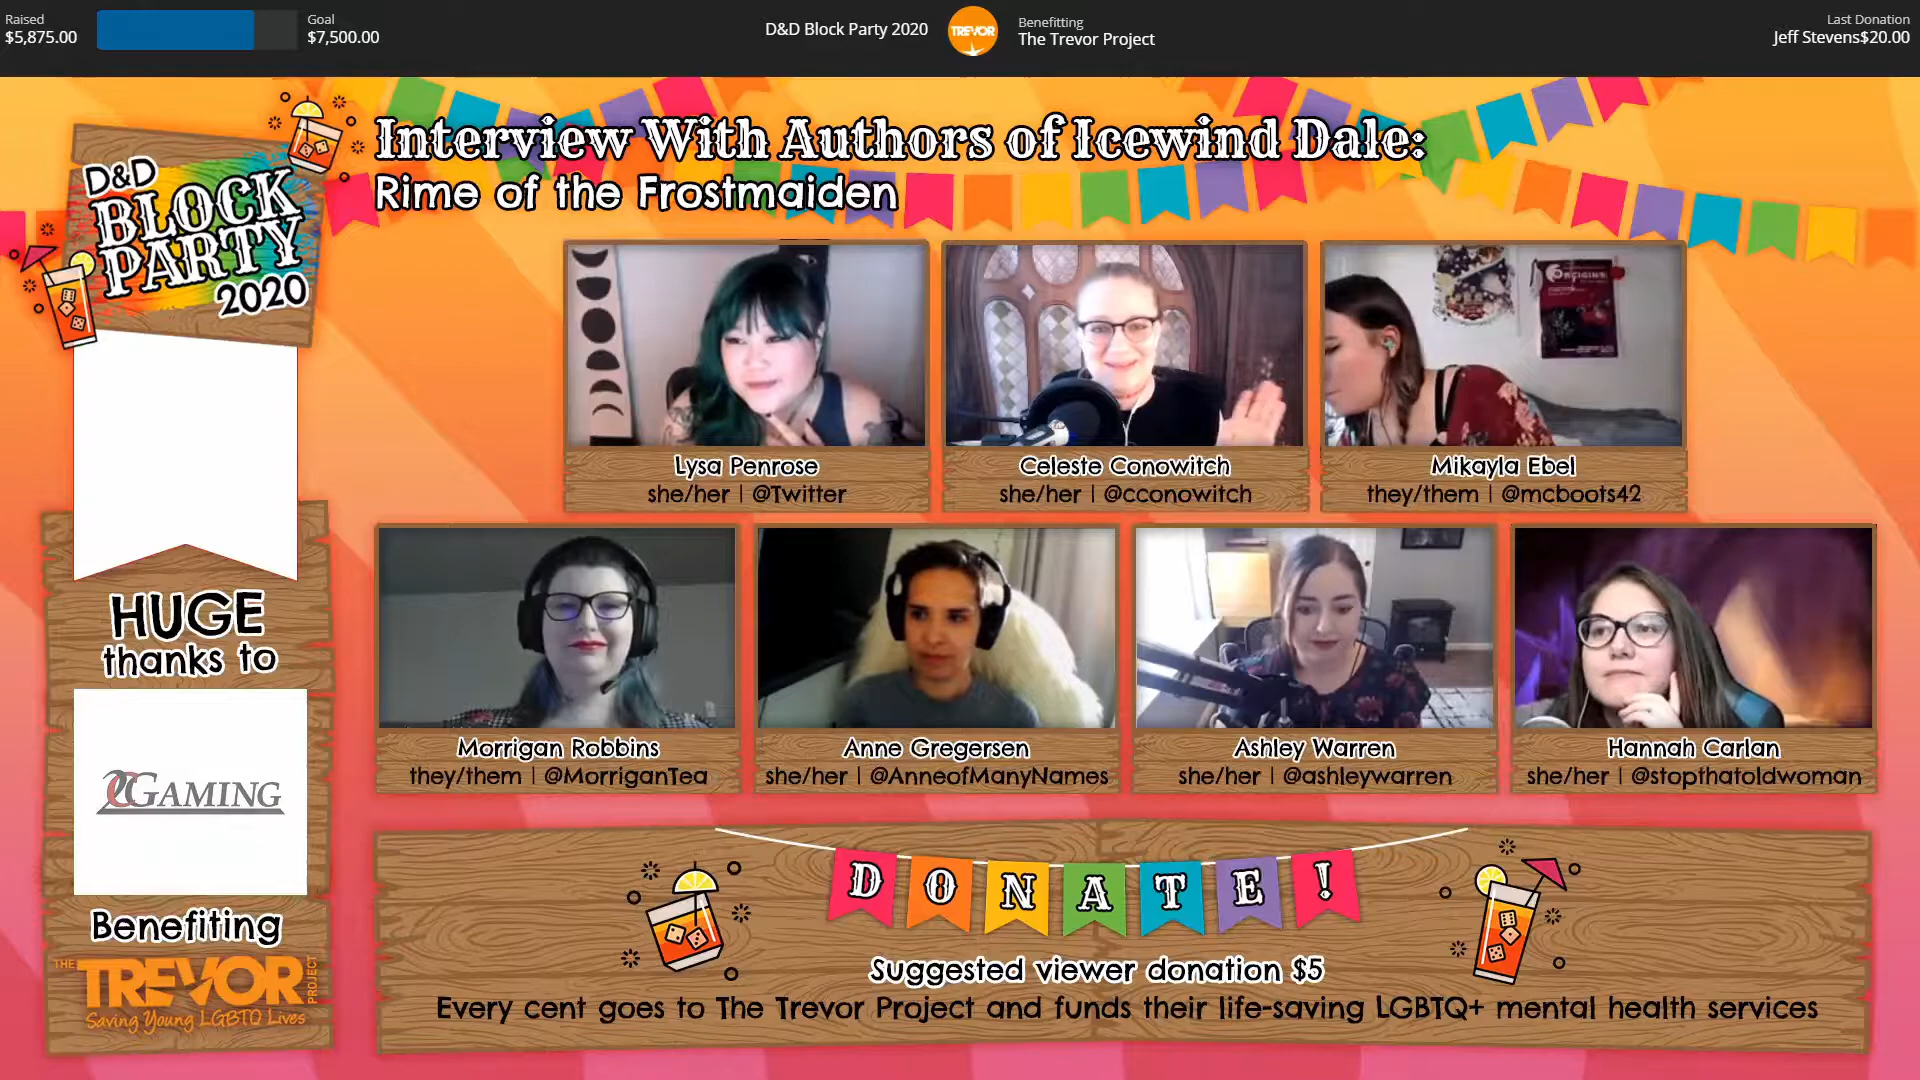 Raised
$5,875.00
Goal
$7,500.00
D&D Block Party 2020
TREVOR
Benefitting
The Trevor Project
Last Donation
Jeff Stevens$20.00
D&D
BLOCK
PARTY
2020
Interview With Authors of Icewind Dale:
Rime of the Frostmaiden
Lysa Penrose
she/her | @Twitter
Celeste Conowitch
she/her | @cconowitch
Mikayla Ebel
they/them | @mcboots42
Morrigan Robbins
they/them | @MorriganTea
Anne Gregersen
she/her | @AnneofManyNames
Ashley Warren
she/her | @ashleywarren
Hannah Carlan
she/her | @stopthatoldwoman
HUGE
thanks to
2CGaming
Benefiting
THE TREVOR PROJECT
Saving Young LGBTQ Lives
DONATE!
Suggested viewer donation $5
Every cent goes to The Trevor Project and funds their life-saving LGBTQ+ mental health services